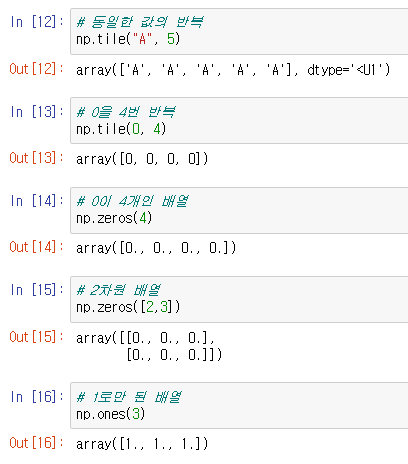 In [12]: # 동일한 값의 반복
np.tile("A", 5)
Out[12]: array(['A', 'A', 'A', 'A', 'A'], dtype='<U1')
In [13]: # 0을 4번 반복
np.tile(0, 4)
Out[13]: array([0, 0, 0, 0])
In [14]: # 0이 4개인 배열
np.zeros(4)
Out[14]: array([0., 0., 0., 0.])
In [15]: # 2차원 배열
np.zeros([2,3])
Out[15]: array([[0., 0., 0.],
[0., 0., 0.]])
In [16]: # 1로만 된 배열
np.ones(3)
Out[16]: array([1., 1., 1.])